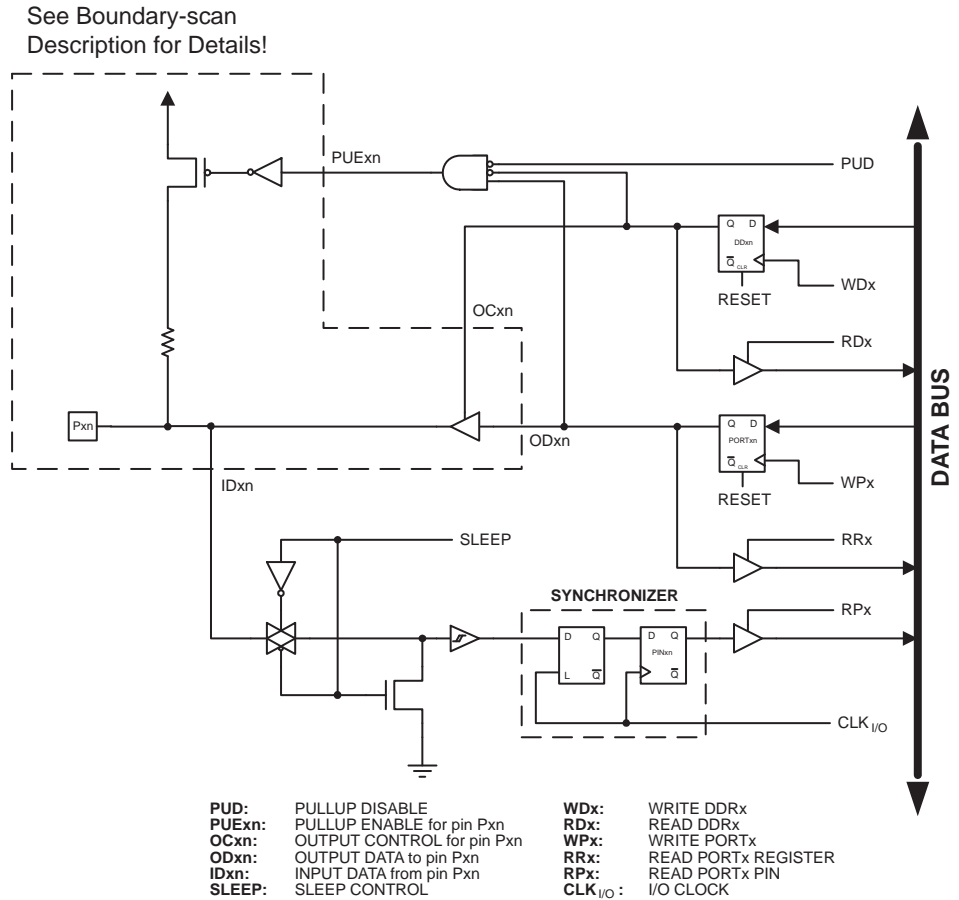 See Boundary-scan
Description for Details!
PUExn
PUD
Q D
DDxn
Q CLR
WDx
RESET
OCxn
RDx
Pxn
ODxn
Q D
PORTxn
Q CLR
WPx
RESET
IDxn
SLEEP
RRx
SYNCHRONIZER
RPx
D Q
L Q
D Q
PINxn
Q
CLK I/O
DATA BUS
PUD: PULLUP DISABLE
PUExn: PULLUP ENABLE for pin Pxn
OCxn: OUTPUT CONTROL for pin Pxn
ODxn: OUTPUT DATA to pin Pxn
IDxn: INPUT DATA from pin Pxn
SLEEP: SLEEP CONTROL
WDx: WRITE DDRx
RDx: READ DDRx
WPx: WRITE PORTx
RRx: READ PORTx REGISTER
RPx: READ PORTx PIN
CLK I/O : I/O CLOCK